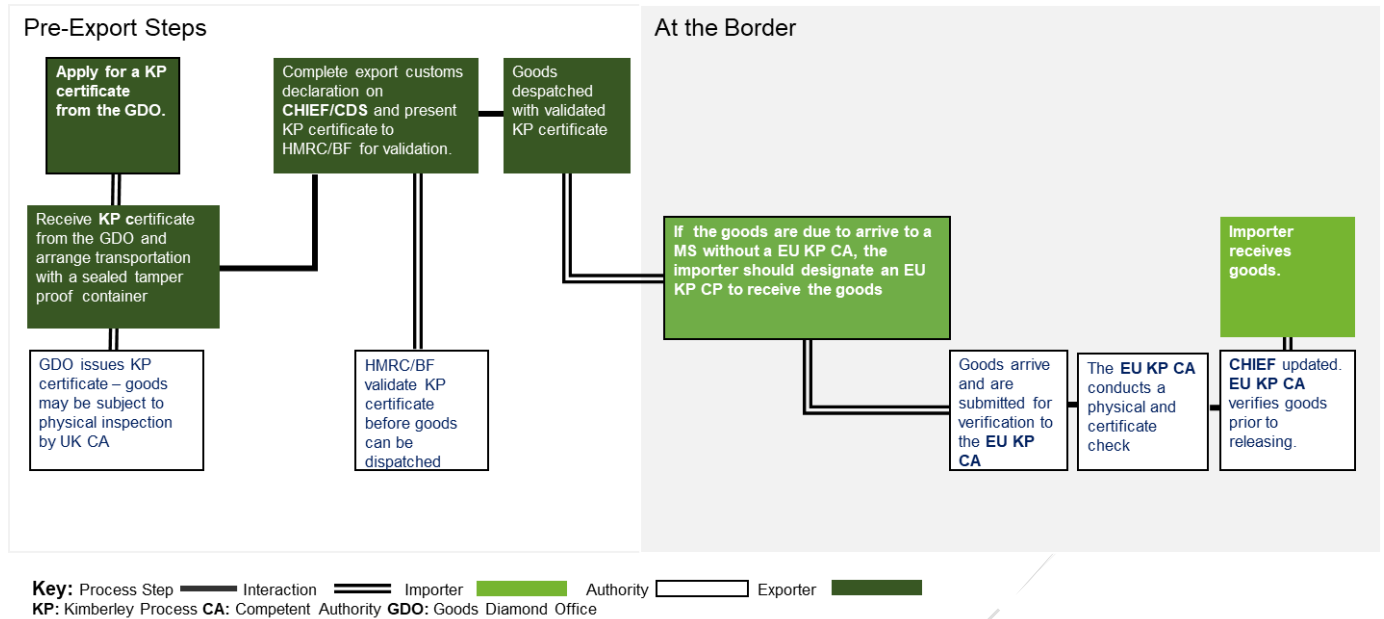 Pre-Export Steps
At the Border
Apply for a KP
certificate
from the GDO.
Complete export customs
declaration on
CHIEF/CDS and present
KP certificate to
HMRC/BF for validation.
Goods
despatched
with validated
KP certificate
Receive KP certificate
from the GDO and
arrange transportation
with a sealed tamper
proof container
GDO issues KP
certificate – goods
may be subject to
physical inspection
by UK CA
HMRC/BF
validate KP
certificate
before goods
can be
dispatched
If the goods are due to arrive to a
MS without a EU KP CA, the
importer should designate an EU
KP CP to receive the goods
Goods arrive
and are
submitted for
verification to
the EU KP
CA
The EU KP CA
conducts a
physical and
certificate
check
CHIEF updated.
EU KP CA
verifies goods
prior to
releasing.
Importer
receives
goods.
Key: Process Step Interaction Importer Authority Exporter
KP: Kimberley Process CA: Competent Authority GDO: Goods Diamond Office